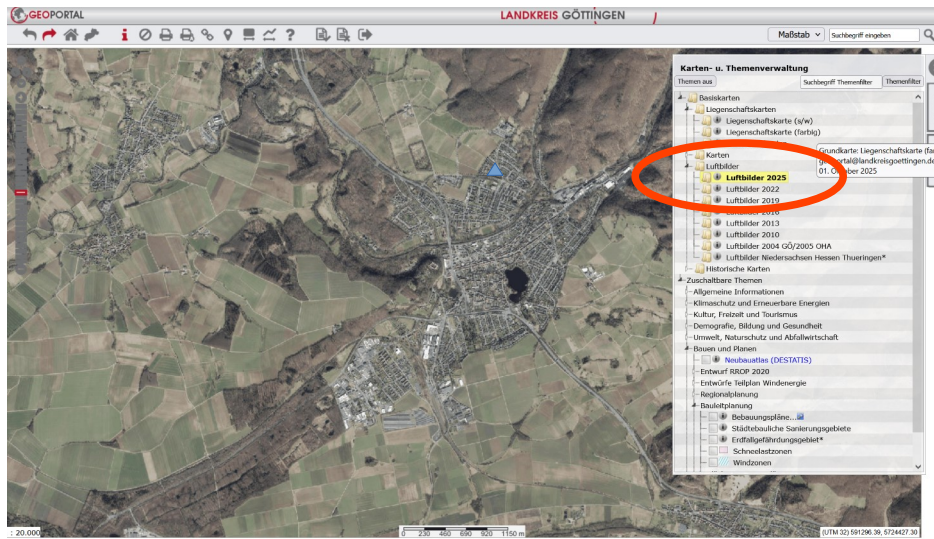 GEOPORTAL
LANDKREIS GÖTTINGEN
Maßstab
Suchbegriff eingeben
Karten- u. Themenverwaltung
Themen aus
Suchbegriff Themenfilter
Themenfilter
Basiskarten
Liegenschaftskarten
Liegenschaftskarte (s/w)
Liegenschaftskarte (farbig)
Grundkarte: Liegenschaftskarte (fa
Karten
Luftbilder
01. Oktober 2025
Luftbilder 2025
Luftbilder 2022
Luftbilder 2019
Luftbilder 2016
Luftbilder 2013
Luftbilder 2010
Luftbilder 2004 GÖ/2005 OHA
Luftbilder Niedersachsen Hessen Thueringen*
Historische Karten
Zuschaltbare Themen
Allgemeine Informationen
Klimaschutz und Erneuerbare Energien
Kultur, Freizeit und Tourismus
Demografie, Bildung und Gesundheit
Umwelt, Naturschutz und Abfallwirtschaft
Bauen und Planen
Neubauatlas (DESTATIS)
Entwurf RROP 2020
Entwürfe Teilplan Windenergie
Regionalplanung
Bauleitplanung
Bebauungspläne...
Städtebauliche Sanierungsgebiete
Erdfallgefährdungsgebiet*
Schneelastzonen
Windzonen
: 20.000
0 230 460 690 920 1150 m
(UTM 32) 591296.39, 5724427.30